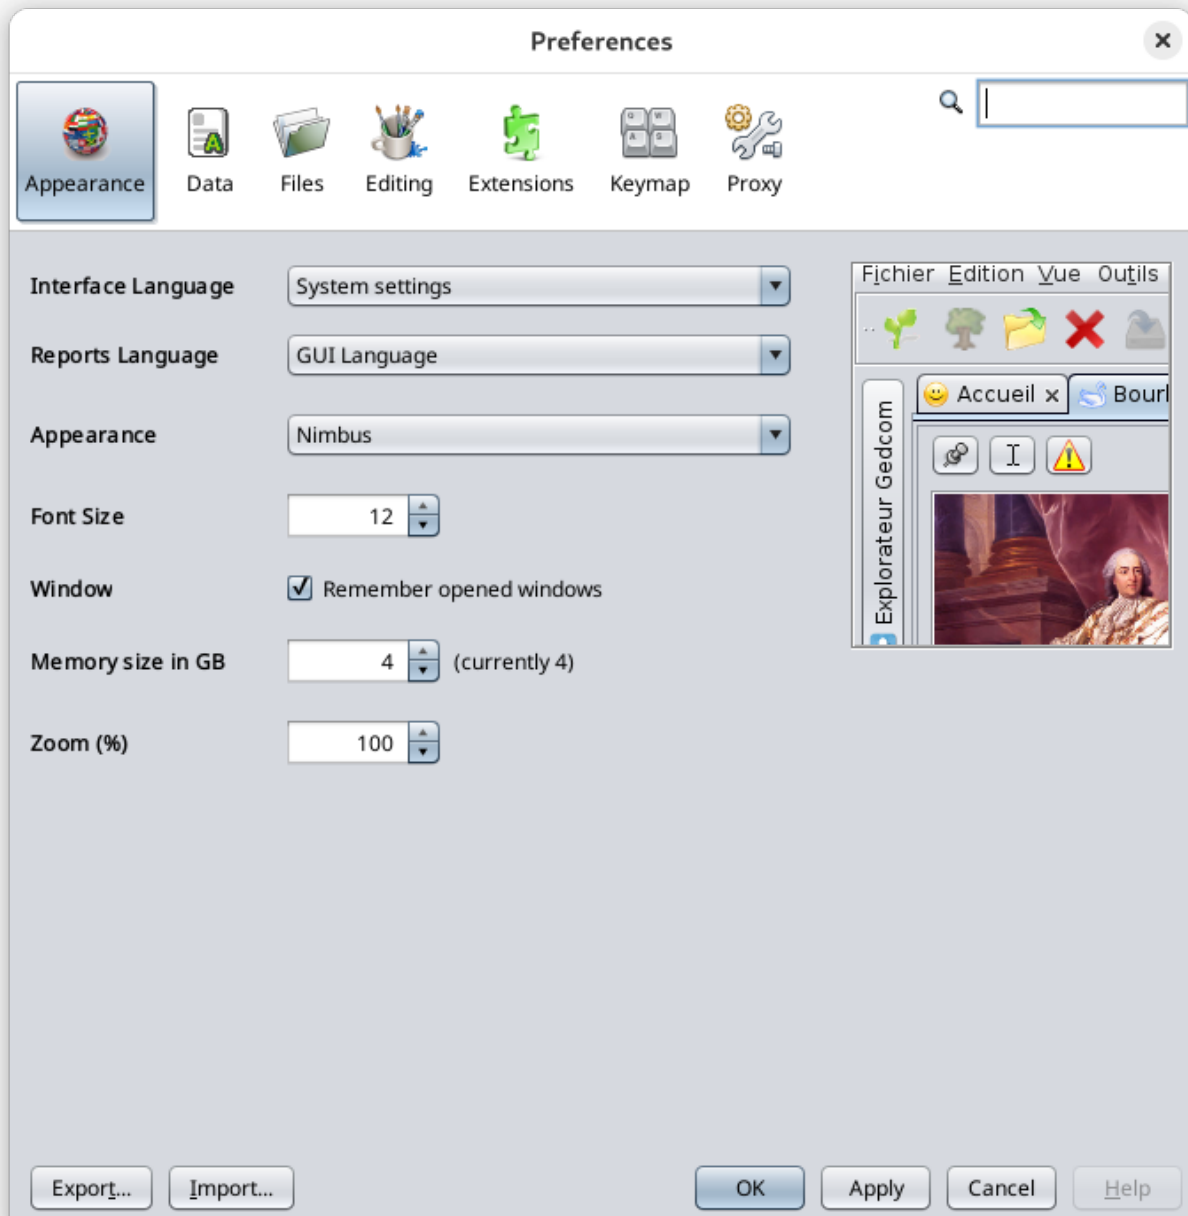 Preferences
Appearance Data Files Editing Extensions Keymap Proxy
Interface Language System settings
Reports Language GUI Language
Appearance Nimbus
Font Size 12
Window Remember opened windows
Memory size in GB 4 (currently 4)
Zoom (%) 100
Fichier Edition Vue Outils
Accueil Bourl
Explorateur Gedcom
Export... Import... OK Apply Cancel Help